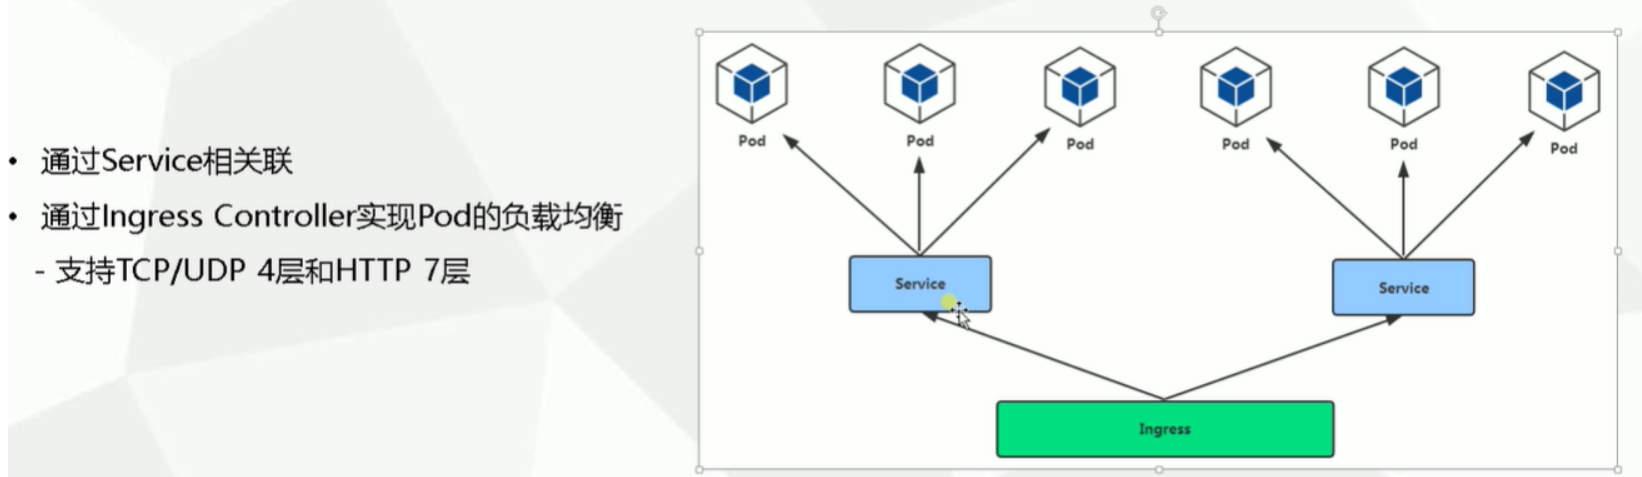 • 通过Service相关联
• 通过Ingress Controller实现Pod的负载均衡
- 支持TCP/UDP 4层和HTTP 7层
Pod
Pod
Pod
Pod
Pod
Pod
Service
Service
Ingress